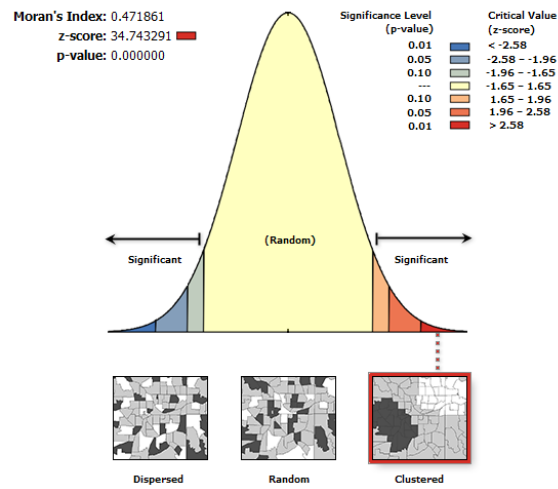 Moran's Index: 0.471861
z-score: 34.743291
p-value: 0.000000
Significance Level
(p-value)
Critical Value
(z-score)
0.01 < -2.58
0.05 -2.58 – -1.96
0.10 -1.96 – -1.65
--- -1.65 – 1.65
0.10 1.65 – 1.96
0.05 1.96 – 2.58
0.01 > 2.58
(Random)
Significant
Significant
Dispersed
Random
Clustered